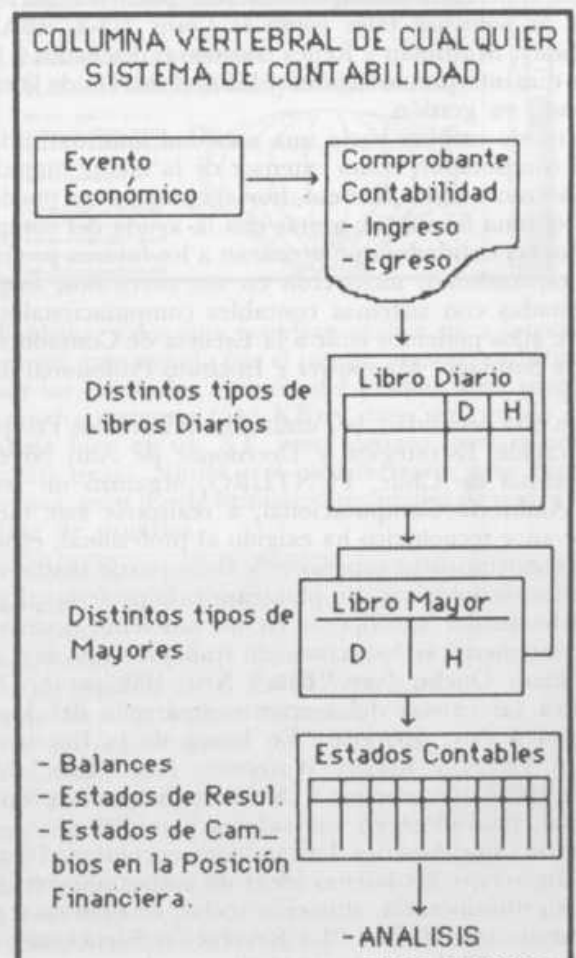 COLUMNA VERTEBRAL DE CUALQUIER
SISTEMA DE CONTABILIDAD
Evento
Económico
Comprobante
Contabilidad
- Ingreso
- Egreso
Distintos tipos de
Libros Diarios
Libro Diario
D H
Distintos tipos de
Mayores
Libro Mayor
D H
- Balances
- Estados de Resul.
- Estados de Cam-
bios en la Posición
Financiera.
Estados Contables
- ANALISIS